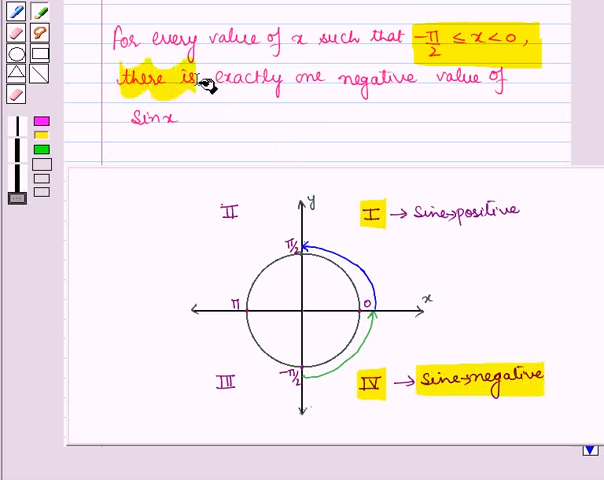 for every value of x such that -π/2 ≤ x < 0 ,
there is exactly one negative value of
Sin x
II
y
I → Sine→positive
π/2
π
0
x
III
-π/2
IV → Sine→negative